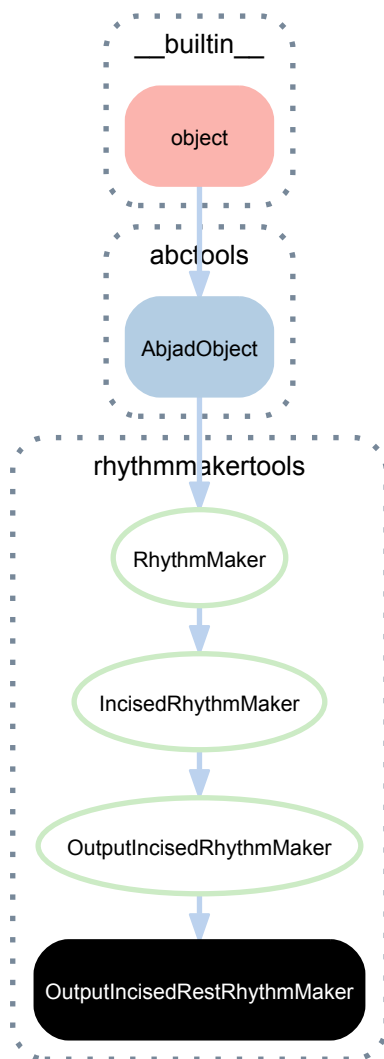 __builtin__
object
abctools
AbjadObject
rhythmmakertools
RhythmMaker
IncisedRhythmMaker
OutputIncisedRhythmMaker
OutputIncisedRestRhythmMaker